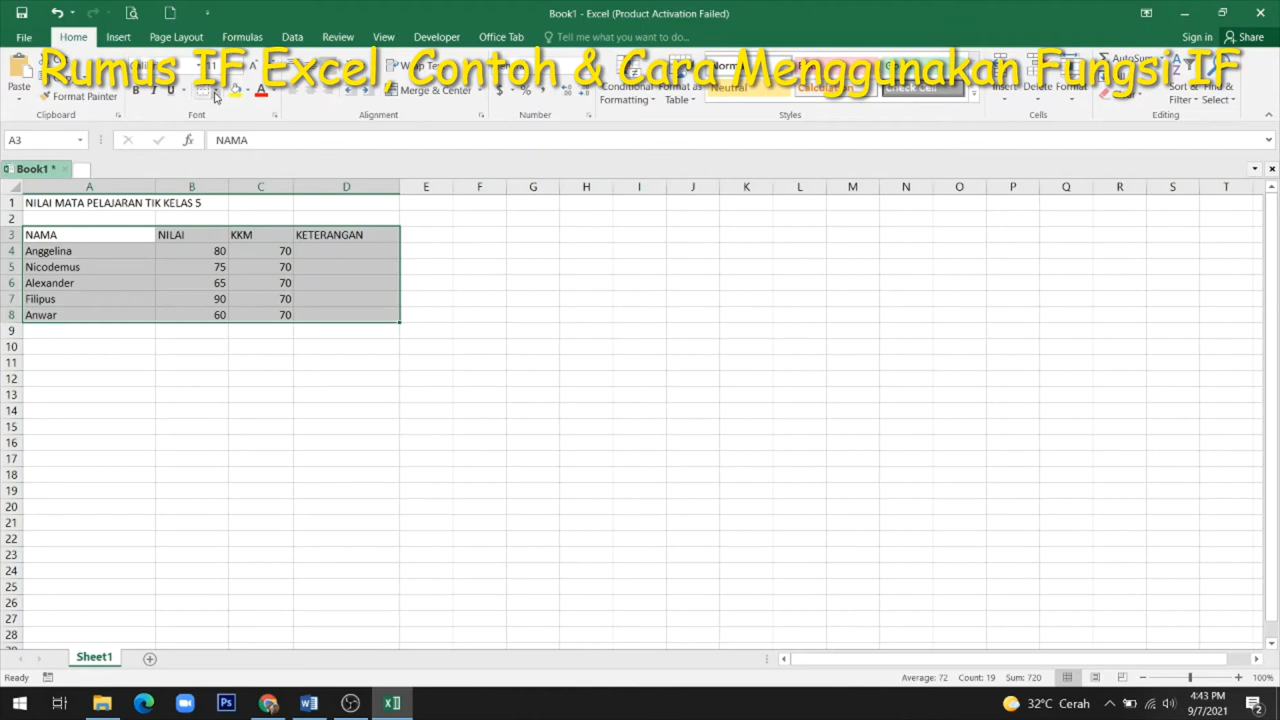 Book1 - Excel (Product Activation Failed)
File Home Insert Page Layout Formulas Data Review View Developer Office Tab Tell me what you want to do... Sign in Share
Rumus IF Excel, Contoh & Cara Menggunakan Fungsi IF
Paste
Format Painter
B I U
Merge & Center
$ % ,
Conditional Formatting
Format as
Neutral
Check Cell
Insert
Format
AutoSum
Sort & Filter
Find & Select
Clipboard Font Alignment Number Styles Cells Editing
A3 fx NAMA
Book1 *
A B C D E F G H I J K L M N O P Q R S T
1 NILAI MATA PELAJARAN TIK KELAS 5
2
3 NAMA NILAI KKM KETERANGAN
4 Anggelina 80 70
5 Nicodemus 75 70
6 Alexander 65 70
7 Filipus 90 70
8 Anwar 60 70
9
10
11
12
13
14
15
16
17
18
19
20
21
22
23
24
25
26
27
28
Sheet1
Ready Average: 72 Count: 19 Sum: 720 100%
32°C Cerah 4:43 PM
9/7/2021 2